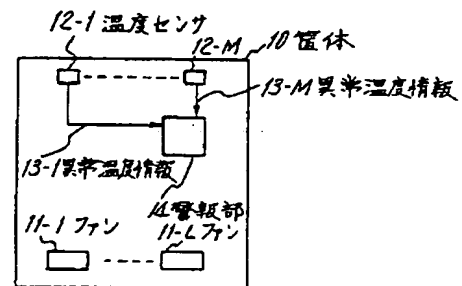 12-1 温度センサ
12-M
10 筐体
13-M 異常温度情報
13-1 異常温度情報
14 警報部
11-1 ファン
11-L ファン